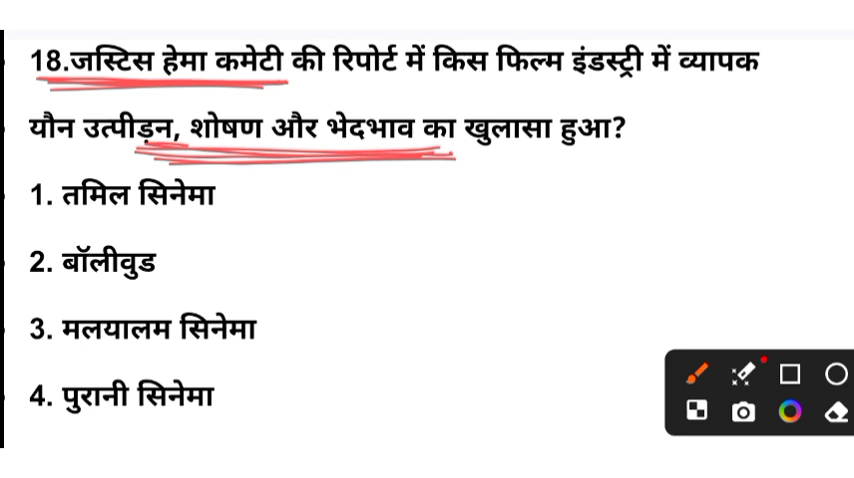 18.जस्टिस हेमा कमेटी की रिपोर्ट में किस फिल्म इंडस्ट्री में व्यापक
यौन उत्पीड़न, शोषण और भेदभाव का खुलासा हुआ?
1. तमिल सिनेमा
2. बॉलीवुड
3. मलयालम सिनेमा
4. पुरानी सिनेमा